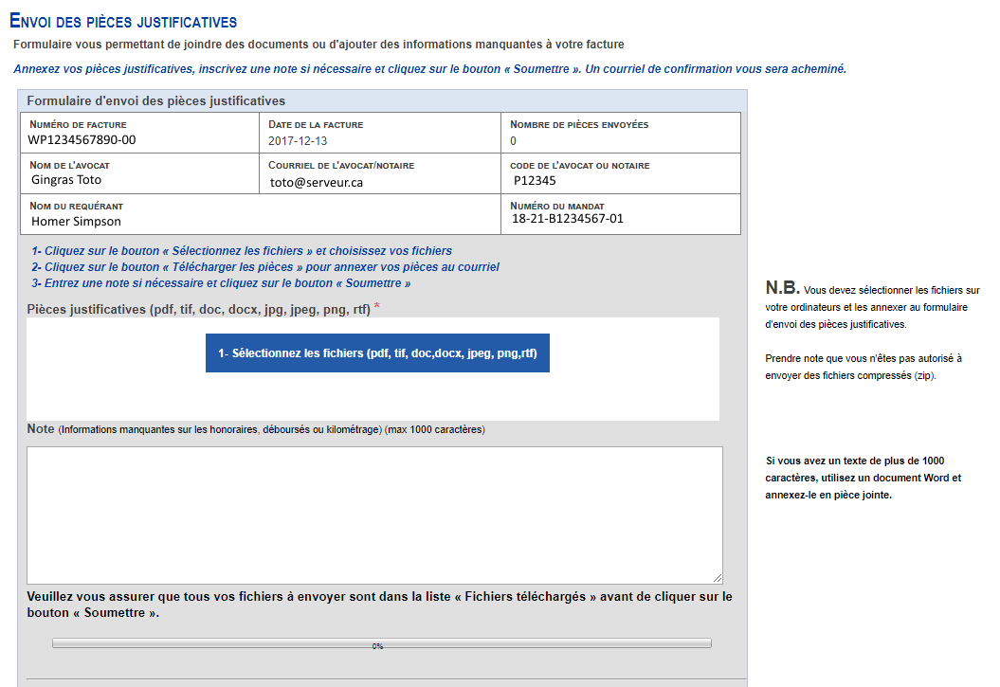 ENVOI DES PIÈCES JUSTIFICATIVES
Formulaire vous permettant de joindre des documents ou d'ajouter des informations manquantes à votre facture
Annexez vos pièces justificatives, inscrivez une note si nécessaire et cliquez sur le bouton « Soumettre ». Un courriel de confirmation vous sera acheminé.
Formulaire d'envoi des pièces justificatives
NUMÉRO DE FACTURE
WP1234567890-00
DATE DE LA FACTURE
2017-12-13
NOMBRE DE PIÈCES ENVOYÉES
0
NOM DE L'AVOCAT
Gingras Toto
COURRIEL DE L'AVOCAT/NOTAIRE
toto@serveur.ca
CODE DE L'AVOCAT OU NOTAIRE
P12345
NOM DU REQUÉRANT
Homer Simpson
NUMÉRO DU MANDAT
18-21-B1234567-01
1- Cliquez sur le bouton « Sélectionnez les fichiers » et choisissez vos fichiers
2- Cliquez sur le bouton « Télécharger les pièces » pour annexer vos pièces au courriel
3- Entrez une note si nécessaire et cliquez sur le bouton « Soumettre »
Pièces justificatives (pdf, tif, doc, docx, jpg, jpeg, png, rtf) *
1- Sélectionnez les fichiers (pdf, tif, doc,docx, jpeg, png,rtf)
Note (Informations manquantes sur les honoraires, déboursés ou kilométrage) (max 1000 caractères)
Veuillez vous assurer que tous vos fichiers à envoyer sont dans la liste « Fichiers téléchargés » avant de cliquer sur le
bouton « Soumettre ».
0%
N.B. Vous devez sélectionner les fichiers sur
votre ordinateurs et les annexer au formulaire
d'envoi des pièces justificatives.
Prendre note que vous n'êtes pas autorisé à
envoyer des fichiers compressés (zip).
Si vous avez un texte de plus de 1000
caractères, utilisez un document Word et
annexez-le en pièce jointe.